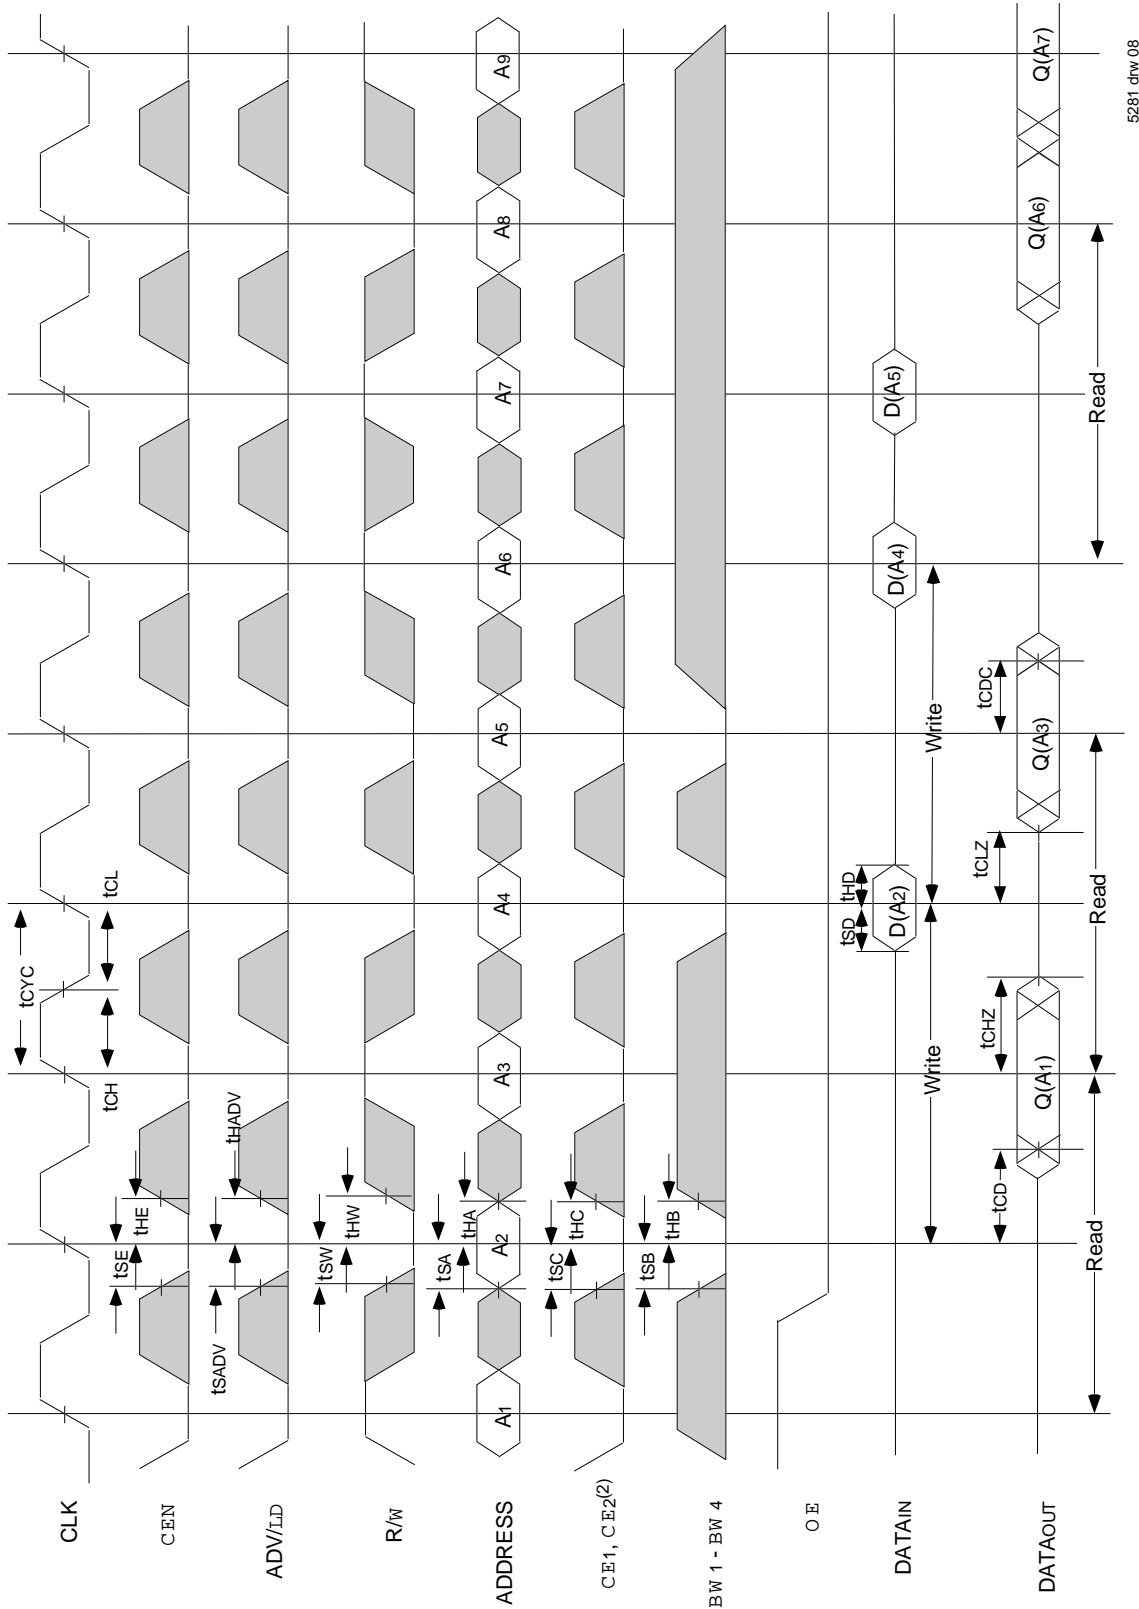 CLK
tCYC
tCH
tCL
CEN
tSE
tHE
ADV/LD
tSADV
tHADV
R/W
tSW
tHW
ADDRESS
A1
A2
A3
A4
A5
A6
A7
A8
A9
tSA
tHA
CE1, CE2(2)
tSC
tHC
BW1 - BW4
tSB
tHB
OE
DATAIN
tSD
tHD
D(A2)
D(A4)
D(A5)
Write
Write
DATAOUT
tCD
Q(A1)
tCHZ
tCLZ
Q(A3)
tCDC
Q(A6)
Q(A7)
Read
Read
Read
5281 drw 08